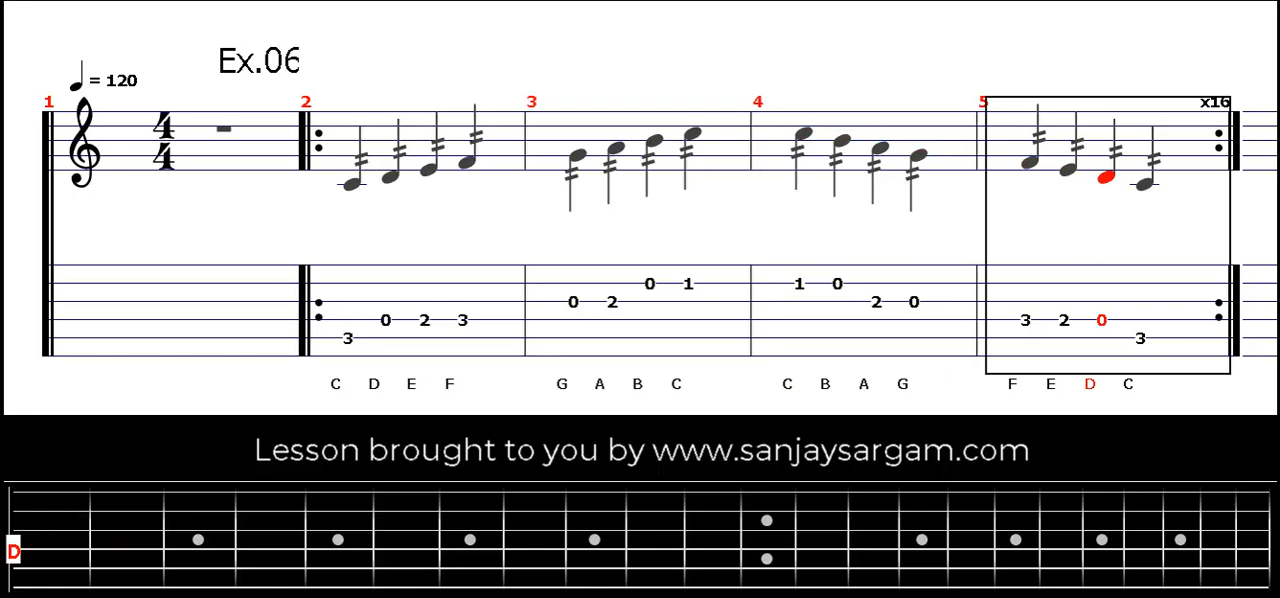 Ex.06
= 120
1 2 3 4 5 x16
4
4
0 1 1 0
0 2 2 0
0 2 3 3 2 0
3 3
C D E F G A B C C B A G F E D C
Lesson brought to you by www.sanjaysargam.com
D